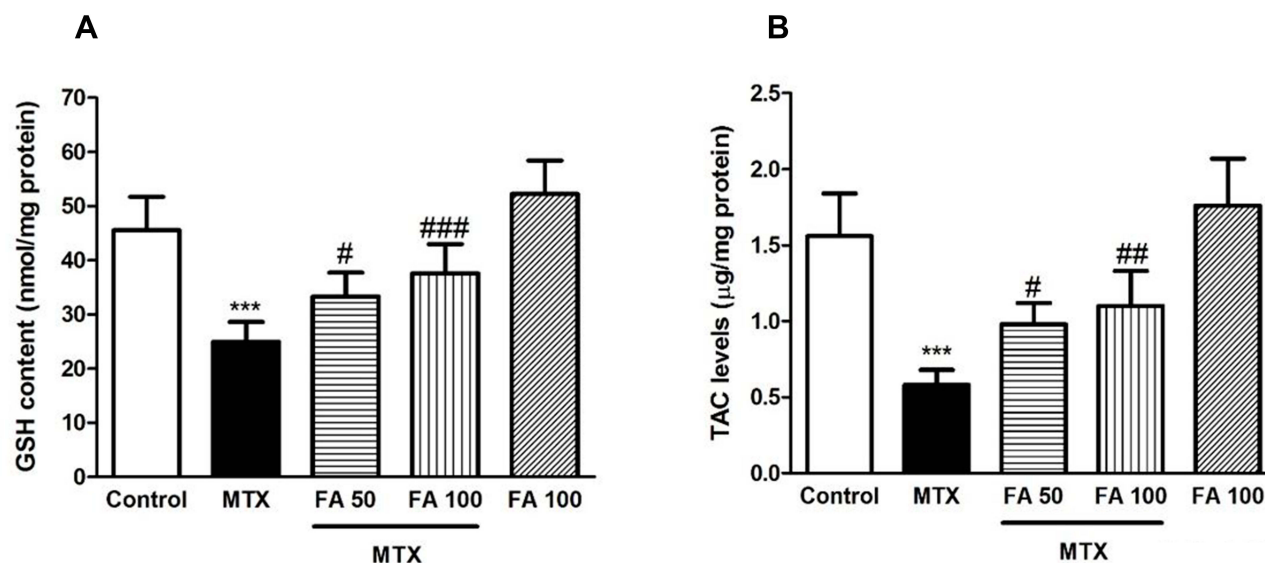 A
GSH content (nmol/mg protein)
70
60
50
40
30
20
10
0
***
#
###
Control MTX FA 50 FA 100 FA 100
MTX
B
TAC levels (μg/mg protein)
2.5
2.0
1.5
1.0
0.5
0.0
***
#
##
Control MTX FA 50 FA 100 FA 100
MTX